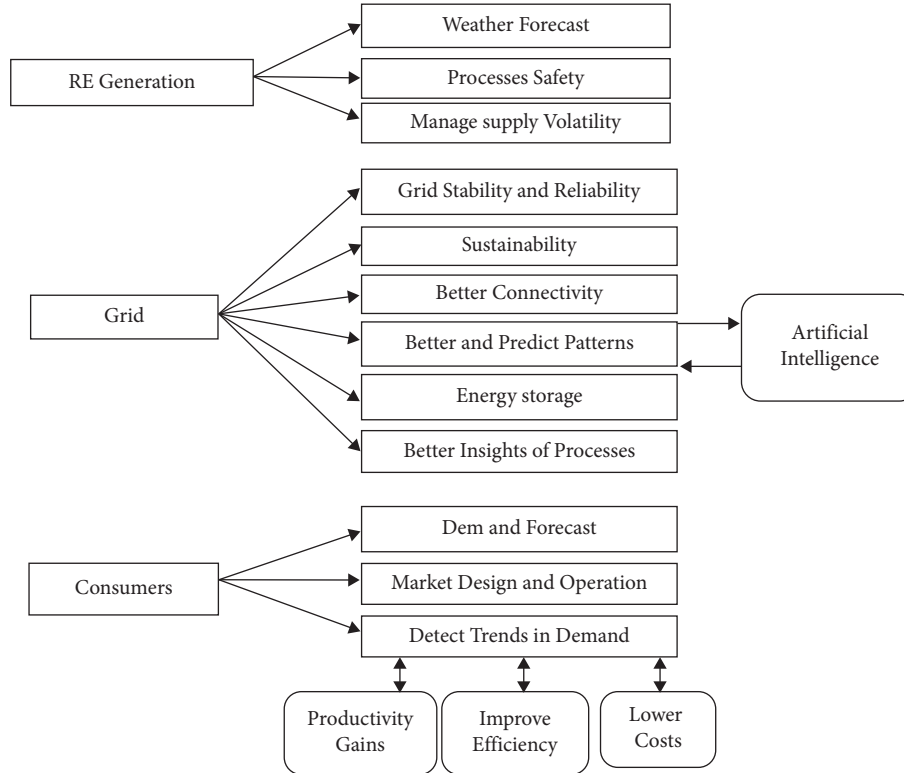 Weather Forecast
RE Generation
Processes Safety
Manage supply Volatility
Grid Stability and Reliability
Sustainability
Better Connectivity
Grid
Better and Predict Patterns
Artificial
Intelligence
Energy storage
Better Insights of Processes
Dem and Forecast
Consumers
Market Design and Operation
Detect Trends in Demand
Productivity
Gains
Improve
Efficiency
Lower
Costs